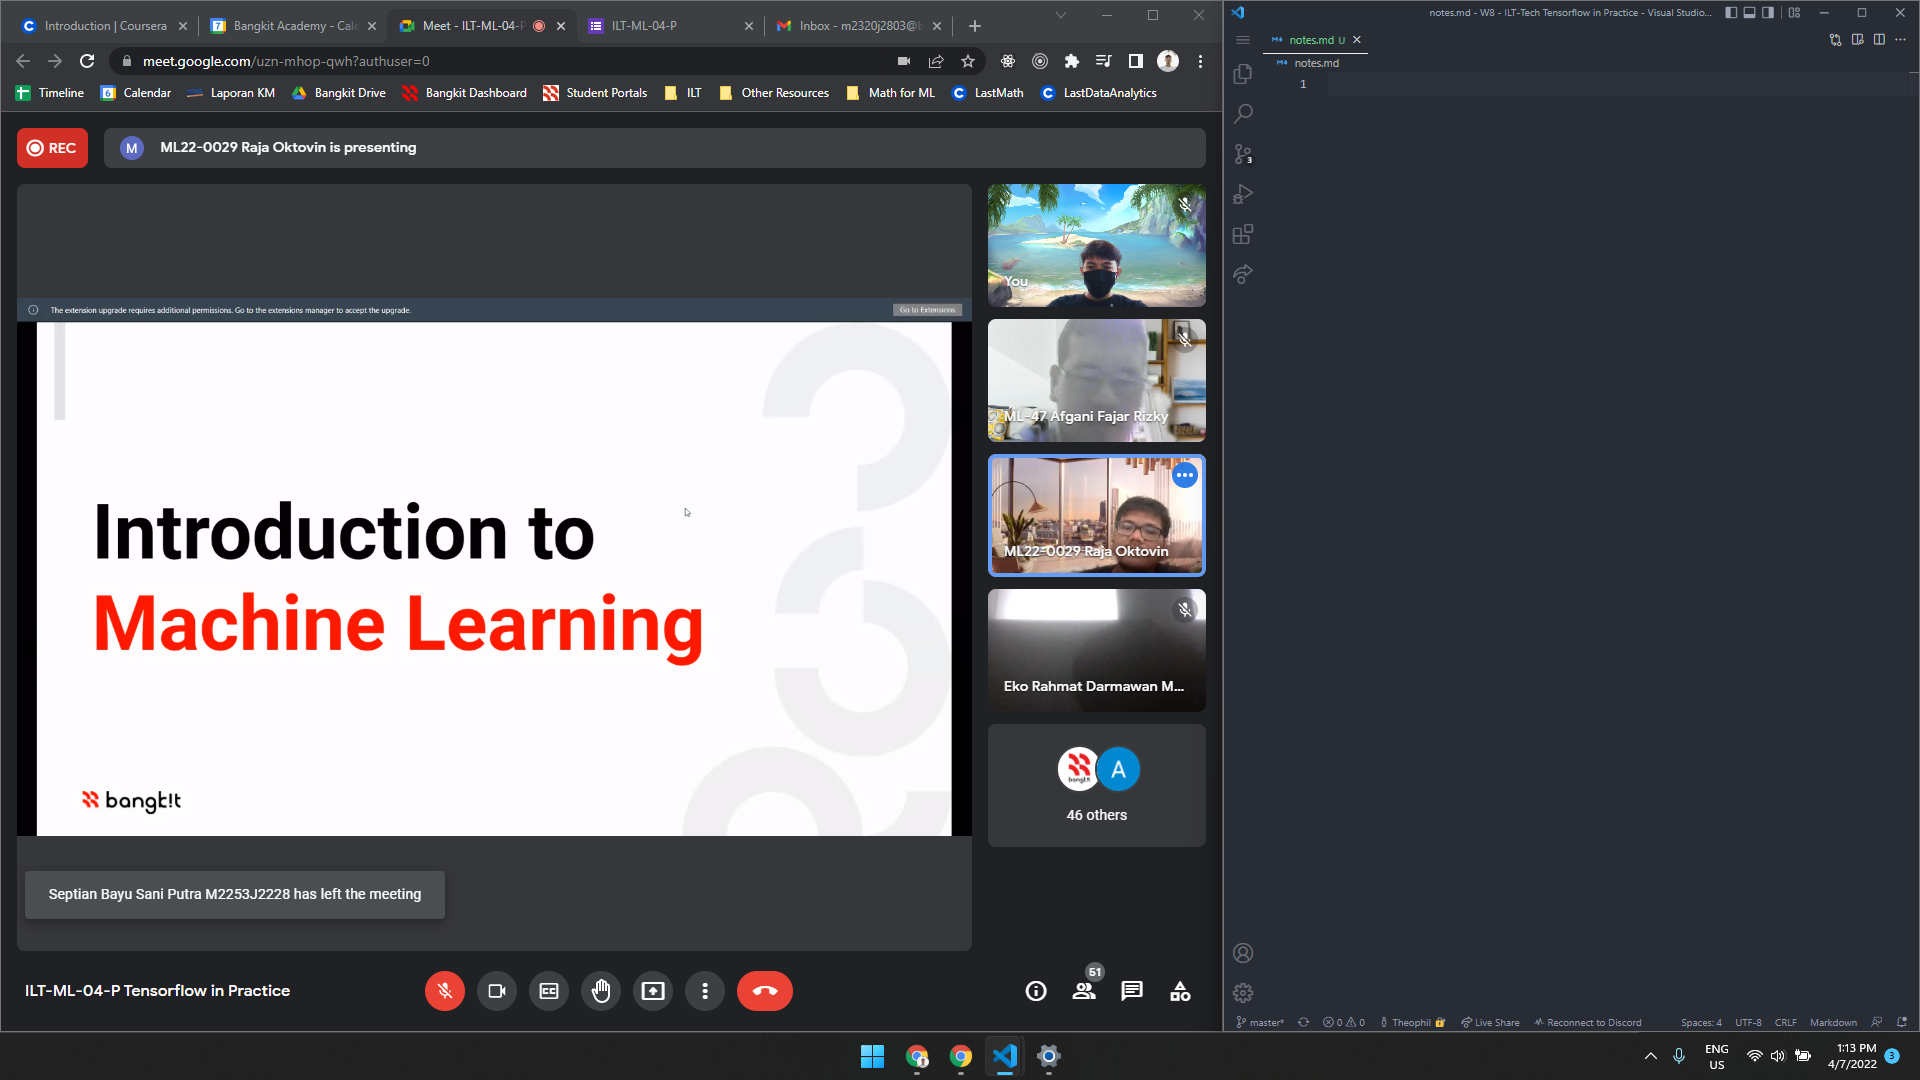 Introduction | Coursera
Bangkit Academy - Cale
Meet - ILT-ML-04-P
ILT-ML-04-P
Inbox - m2320j2803@b
meet.google.com/uzn-mhop-qwh?authuser=0
Timeline
Calendar
Laporan KM
Bangkit Drive
Bangkit Dashboard
Student Portals
ILT
Other Resources
Math for ML
LastMath
LastDataAnalytics
REC
M
ML22-0029 Raja Oktovin is presenting
The extension upgrade requires additional permissions. Go to the extensions manager to accept the upgrade.
Go to Extensions
Introduction to
Machine Learning
bangk!t
You
ML-47 Afgani Fajar Rizky
ML22-0029 Raja Oktovin
Eko Rahmat Darmawan M...
bangk!t
A
46 others
Septian Bayu Sani Putra M2253J2228 has left the meeting
ILT-ML-04-P Tensorflow in Practice
51
notes.md - W8 - ILT-Tech Tensorflow in Practice - Visual Studio...
notes.md U
notes.md
1
3
master*
0
0
Theophil
Live Share
Reconnect to Discord
Spaces: 4
UTF-8
CRLF
Markdown
ENG
US
1:13 PM
4/7/2022
3